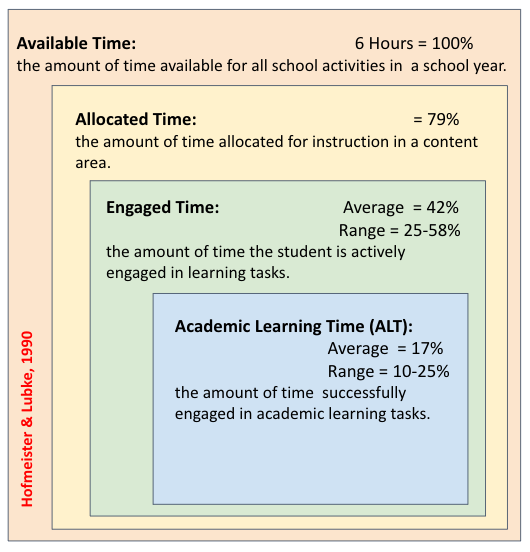 Available Time: 6 Hours = 100%
the amount of time available for all school activities in a school year.
Allocated Time: = 79%
the amount of time allocated for instruction in a content
area.
Engaged Time: Average = 42%
Range = 25-58%
the amount of time the student is actively
engaged in learning tasks.
Academic Learning Time (ALT):
Average = 17%
Range = 10-25%
the amount of time successfully
engaged in academic learning tasks.
Hofmeister & Lubke, 1990